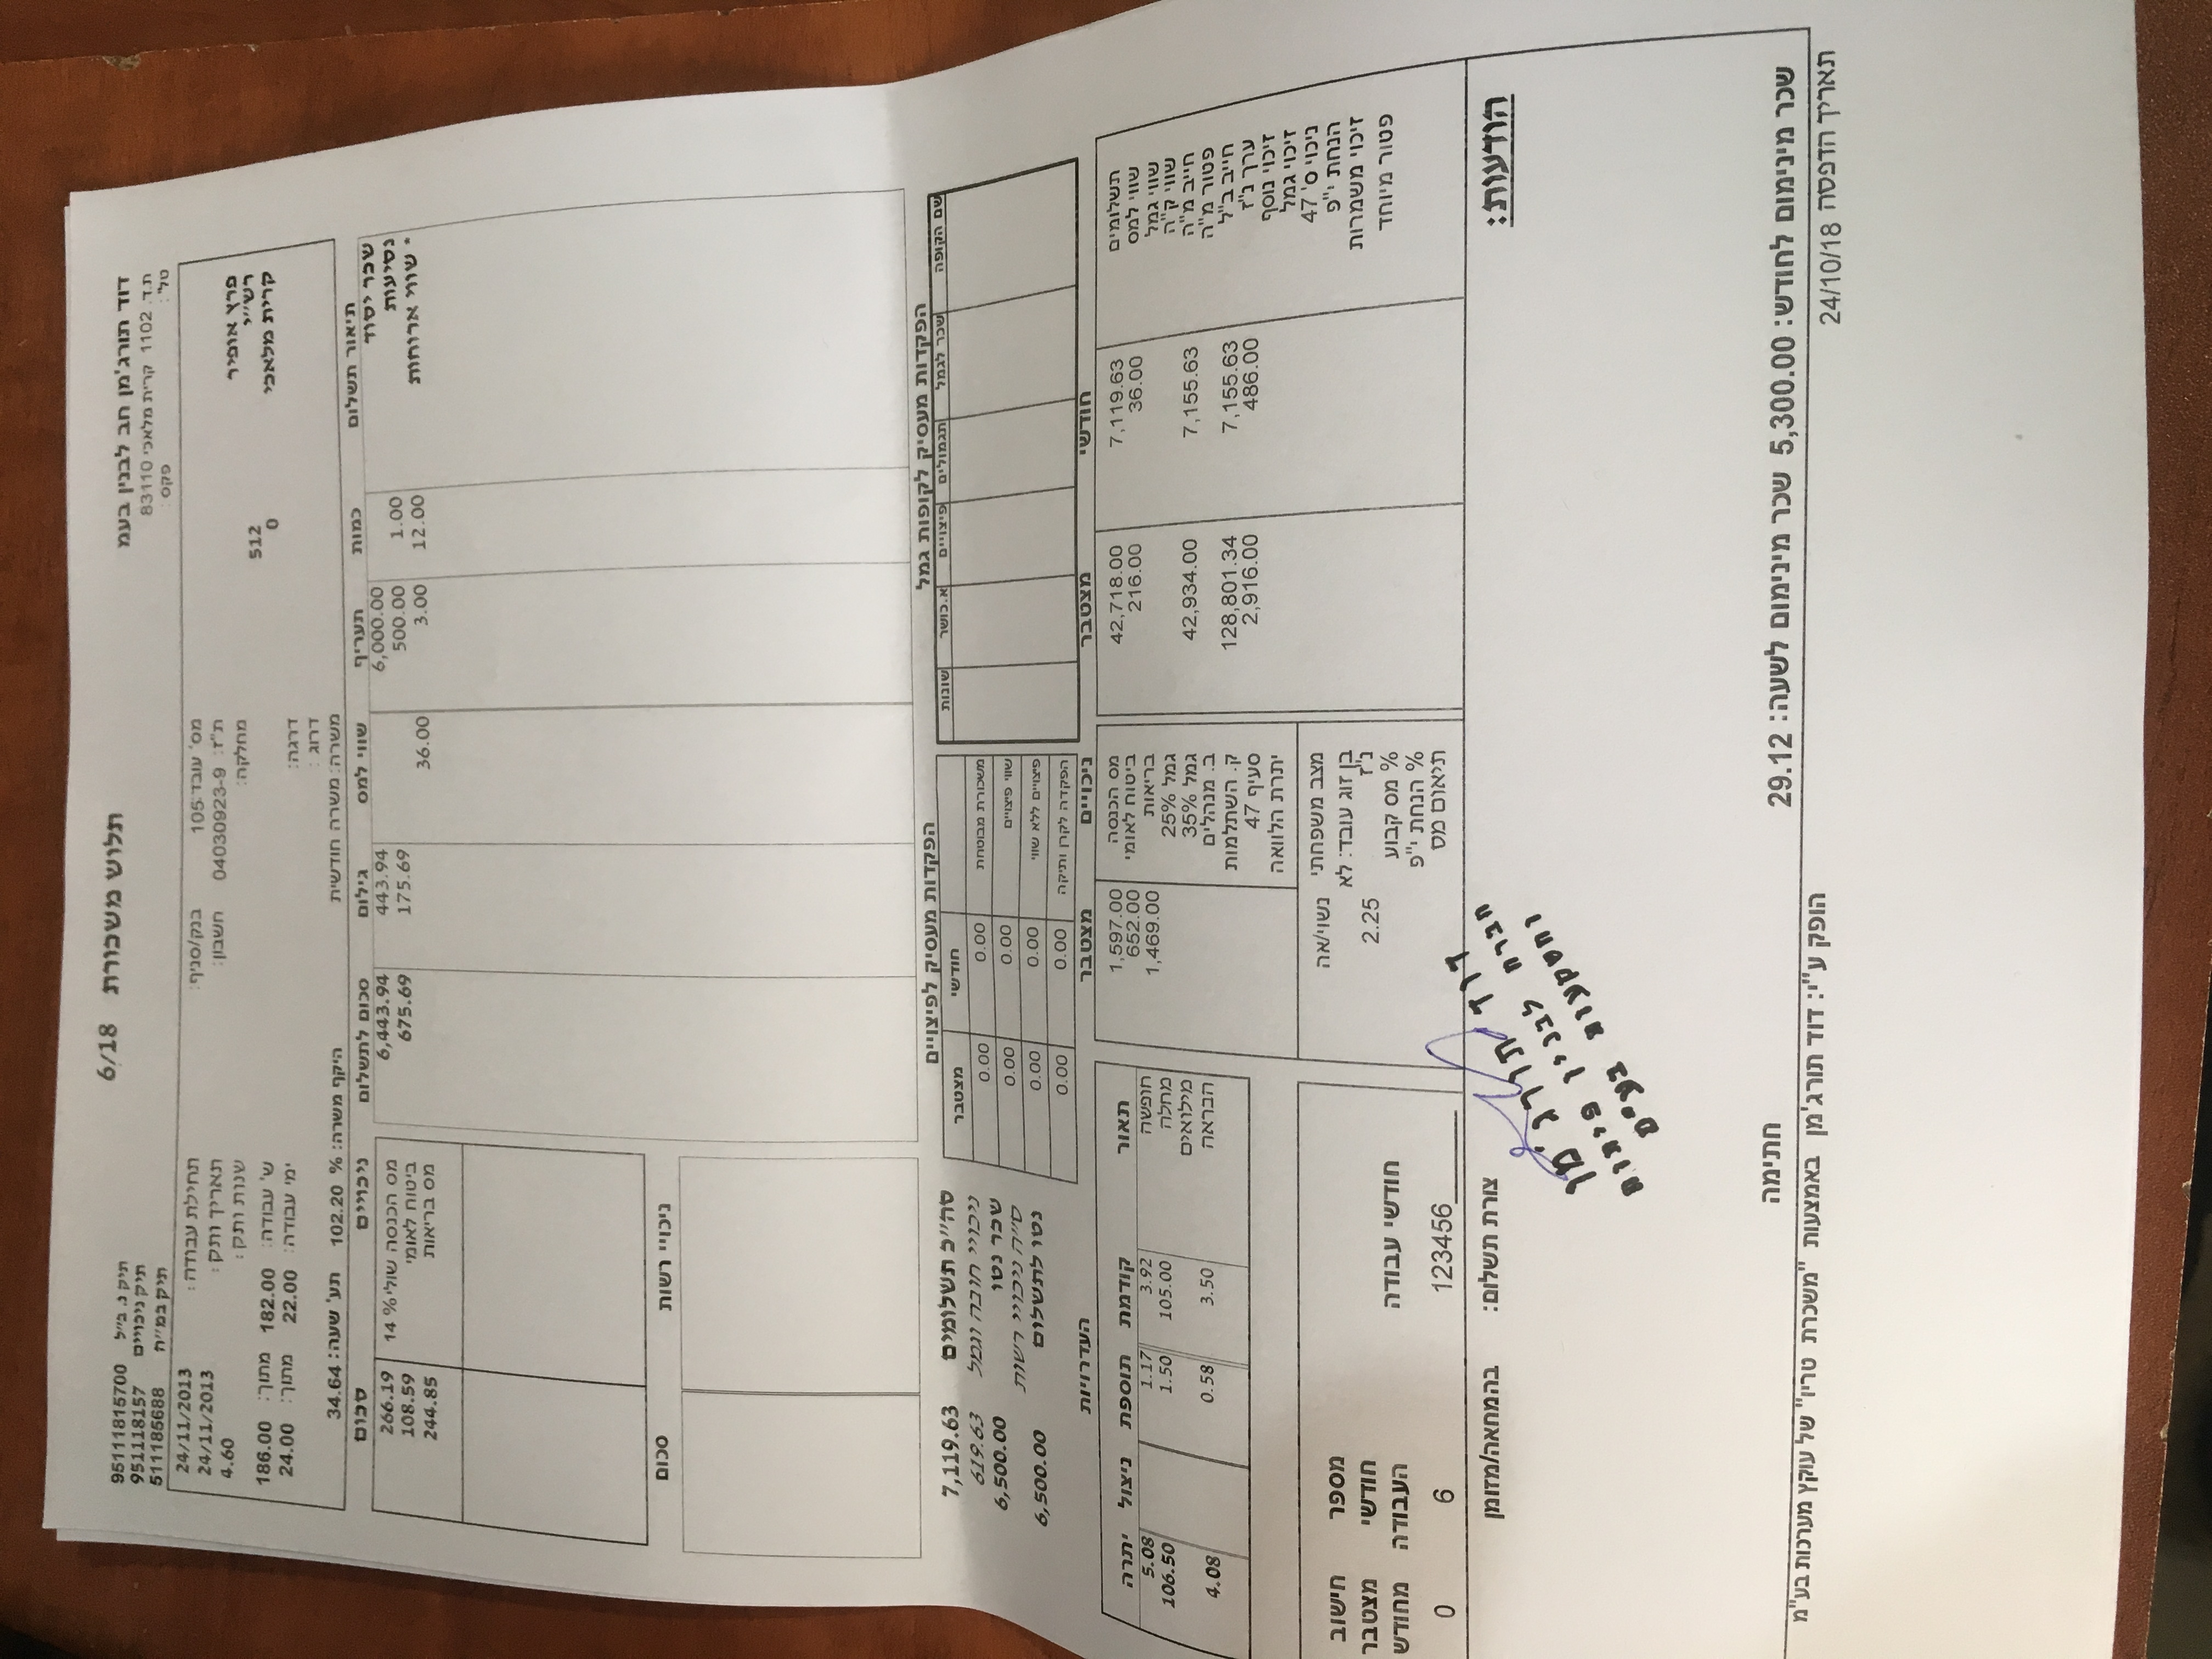 תלוש משכורת 6/18
דוד תורג'מן חב לבנין בעמ
ת.ד. 1102 קרית מלאכי 83110
טל': פקס:
תיק נ. ב"ל 95111815700
תיק ניכויים 951118157
תיק במ"ה 511185688
פרץ אופיר
רש"י 512
קרית מלאכי 0
מס' עובד:105 בנק/סניף:
ת"ז: 04030923-9 חשבון:
מחלקה:
דרגה:
דרוג:
משרה: משרה חודשית
תחילת עבודה: 24/11/2013
תאריך ותק: 24/11/2013
שנות ותק: 4.60
ש' עבודה: 182.00 מתוך: 186.00
ימי עבודה: 22.00 מתוך: 24.00
היקף משרה: % 102.20 תע' שעה: 34.64
תיאור תשלום כמות תעריף שווי למס גילום סכום לתשלום
שכר יסוד 6,000.00 443.94 6,443.94
נסיעות 1.00 500.00 175.69 675.69
* שווי ארוחות 12.00 3.00 36.00
ניכויים סכום
מס הכנסה שולי% 14 266.19
ביטוח לאומי 108.59
מס בריאות 244.85
ניכויי רשות סכום
הפקדות מעסיק לקופות גמל
שם הקופה שכר לגמל תגמולים פיצויים א.כושר שונות
הפקדות מעסיק לפיצויים
חודשי מצטבר
משכורת מבוטחת 0.00 0.00
שווי פיצויים 0.00 0.00
פיצויים ללא שווי 0.00 0.00
הפקדה לקרן ותיקה 0.00 0.00
סה"כ תשלומים 7,119.63
ניכויי חובה וגמל 619.63
שכר נטו 6,500.00
ס"ה ניכויי רשות
נטו לתשלום 6,500.00
חודשי מצטבר
תשלומים 7,119.63 42,718.00
שווי למס 36.00 216.00
שווי גמל
שווי ק"ה
חייב מ"ה 7,155.63 42,934.00
פטור מ"ה
חייב ב"ל 7,155.63 128,801.34
ערך נ"ז 486.00 2,916.00
זיכוי נוסף
זיכוי גמל
ניכוי ס' 47
הנחת י"פ
זיכוי משמרות
פטור מיוחד
ניכויים מצטבר
מס הכנסה 1,597.00
ביטוח לאומי 652.00
בריאות 1,469.00
גמל 25%
גמל 35%
ב. מנהלים
ק. השתלמות
סעיף 47
יתרת הלוואה
מצב משפחתי נשוי/אה
בן זוג עובד: לא
נ"ז 2.25
% מס קבוע
% הנחת י"פ
תיאום מס
העדרויות
תאור קודמת תוספת ניצול יתרה
חופשה 3.92 1.17 5.08
מחלה 105.00 1.50 106.50
מילואים
הבראה 3.50 0.58 4.08
חודשי עבודה מספר חודשי העבודה חישוב מצטבר מחודש
123456______ 6 0
הודעות:
צורת תשלום: בהמחאה/מזומן
דוד תורג'מן
חברה לבנין פיתוח
והשקעות בע"מ
חתימה
שכר מינימום לחודש: 5,300.00 שכר מינימום לשעה: 29.12
תאריך הדפסה 24/10/18
הופק ע"י: דוד תורג'מן באמצעות "משכרת טריו" של עוקץ מערכות בע"מ